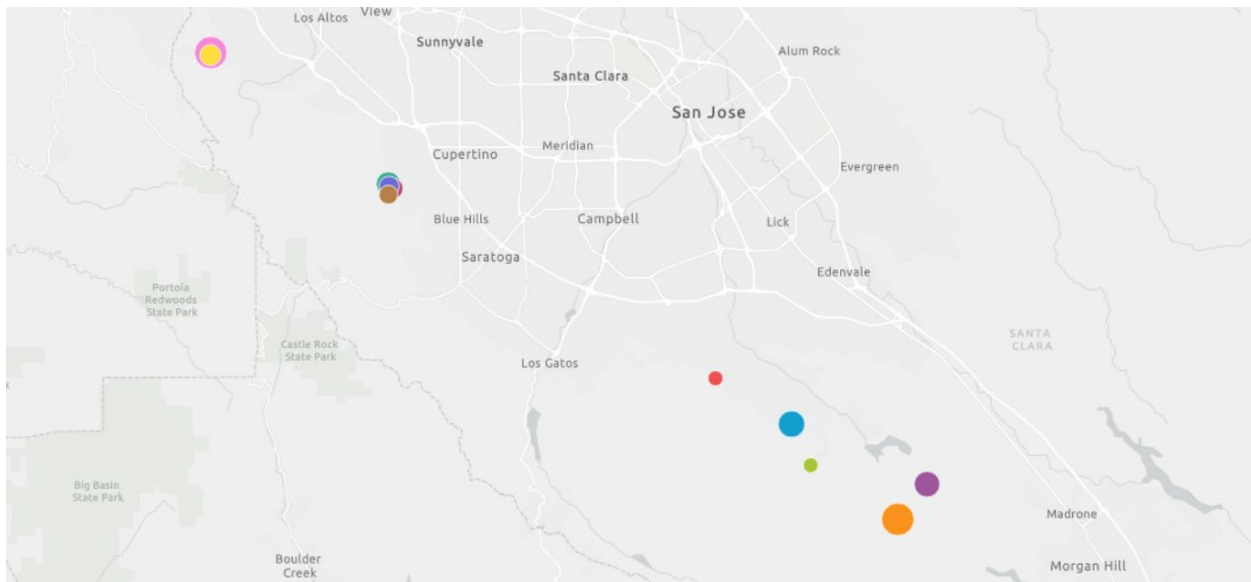 View
Los Altos
Sunnyvale
Alum Rock
Santa Clara
San Jose
Meridian
Cupertino
Evergreen
Blue Hills
Campbell
Lick
Saratoga
Edenvale
Portola
Redwoods
State Park
SANTA
CLARA
Castle Rock
State Park
Los Gatos
Big Basin
State Park
Madrone
Boulder
Creek
Morgan Hill